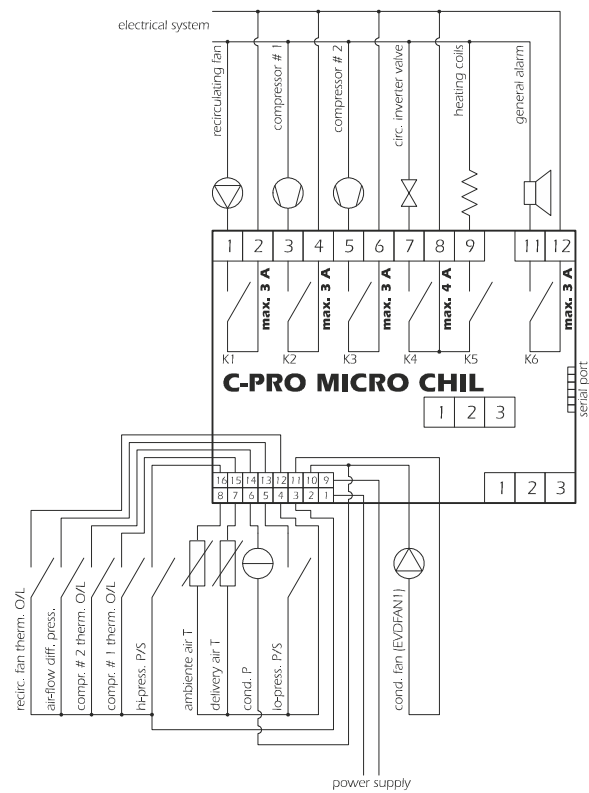 electrical system
recirculating fan
compressor # 1
compressor # 2
circ. inverter valve
heating coils
general alarm
1 2 3 4 5 6 7 8 9 11 12
max. 3 A
max. 3 A
max. 3 A
max. 4 A
max. 3 A
K1 K2 K3 K4 K5 K6
C-PRO MICRO CHIL
serial port
1 2 3
16 15 14 13 12 11 10 9
8 7 6 5 4 3 2 1
1 2 3
recirc. fan therm. O/L
air-flow diff. press.
compr. # 2 therm. O/L
compr. # 1 therm. O/L
hi-press. P/S
ambiente air T
delivery air T
cond. P
lo-press. P/S
cond. fan (EVDFAN1)
power supply